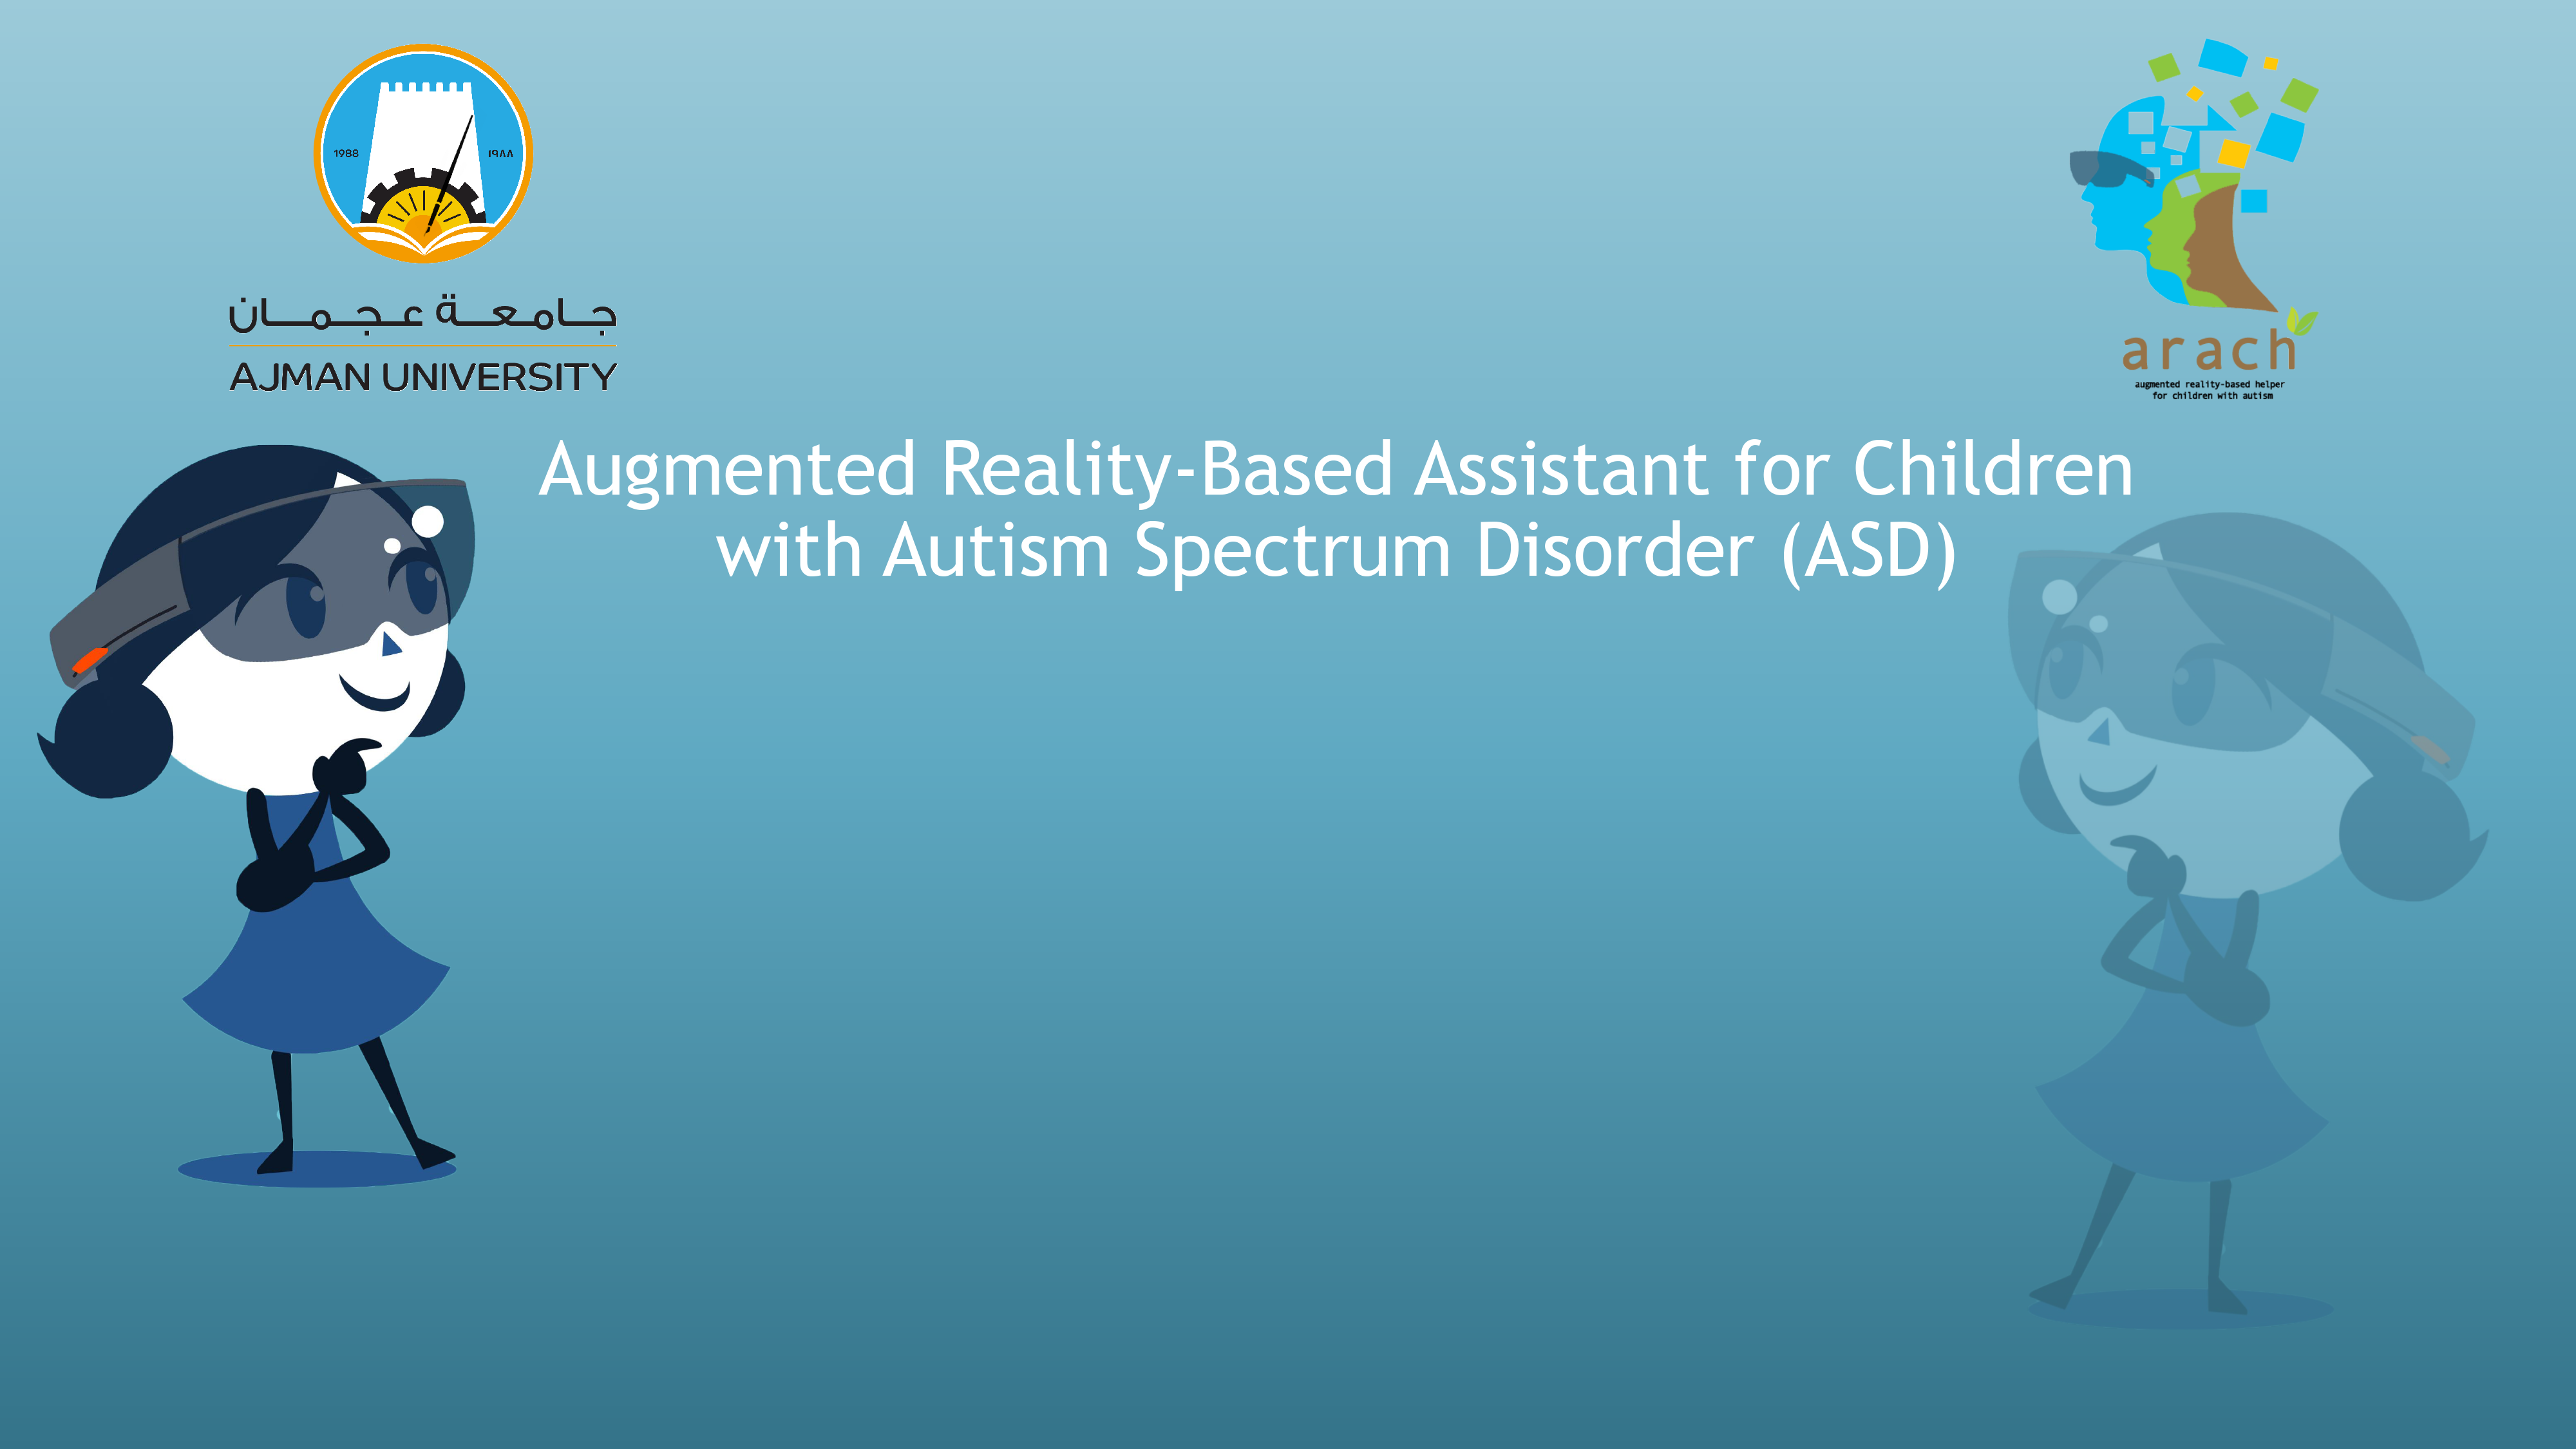 1988
١٩٨٨
جامعة عجمان
AJMAN UNIVERSITY
arach
augmented reality-based helper
for children with autism
Augmented Reality-Based Assistant for Children
with Autism Spectrum Disorder (ASD)